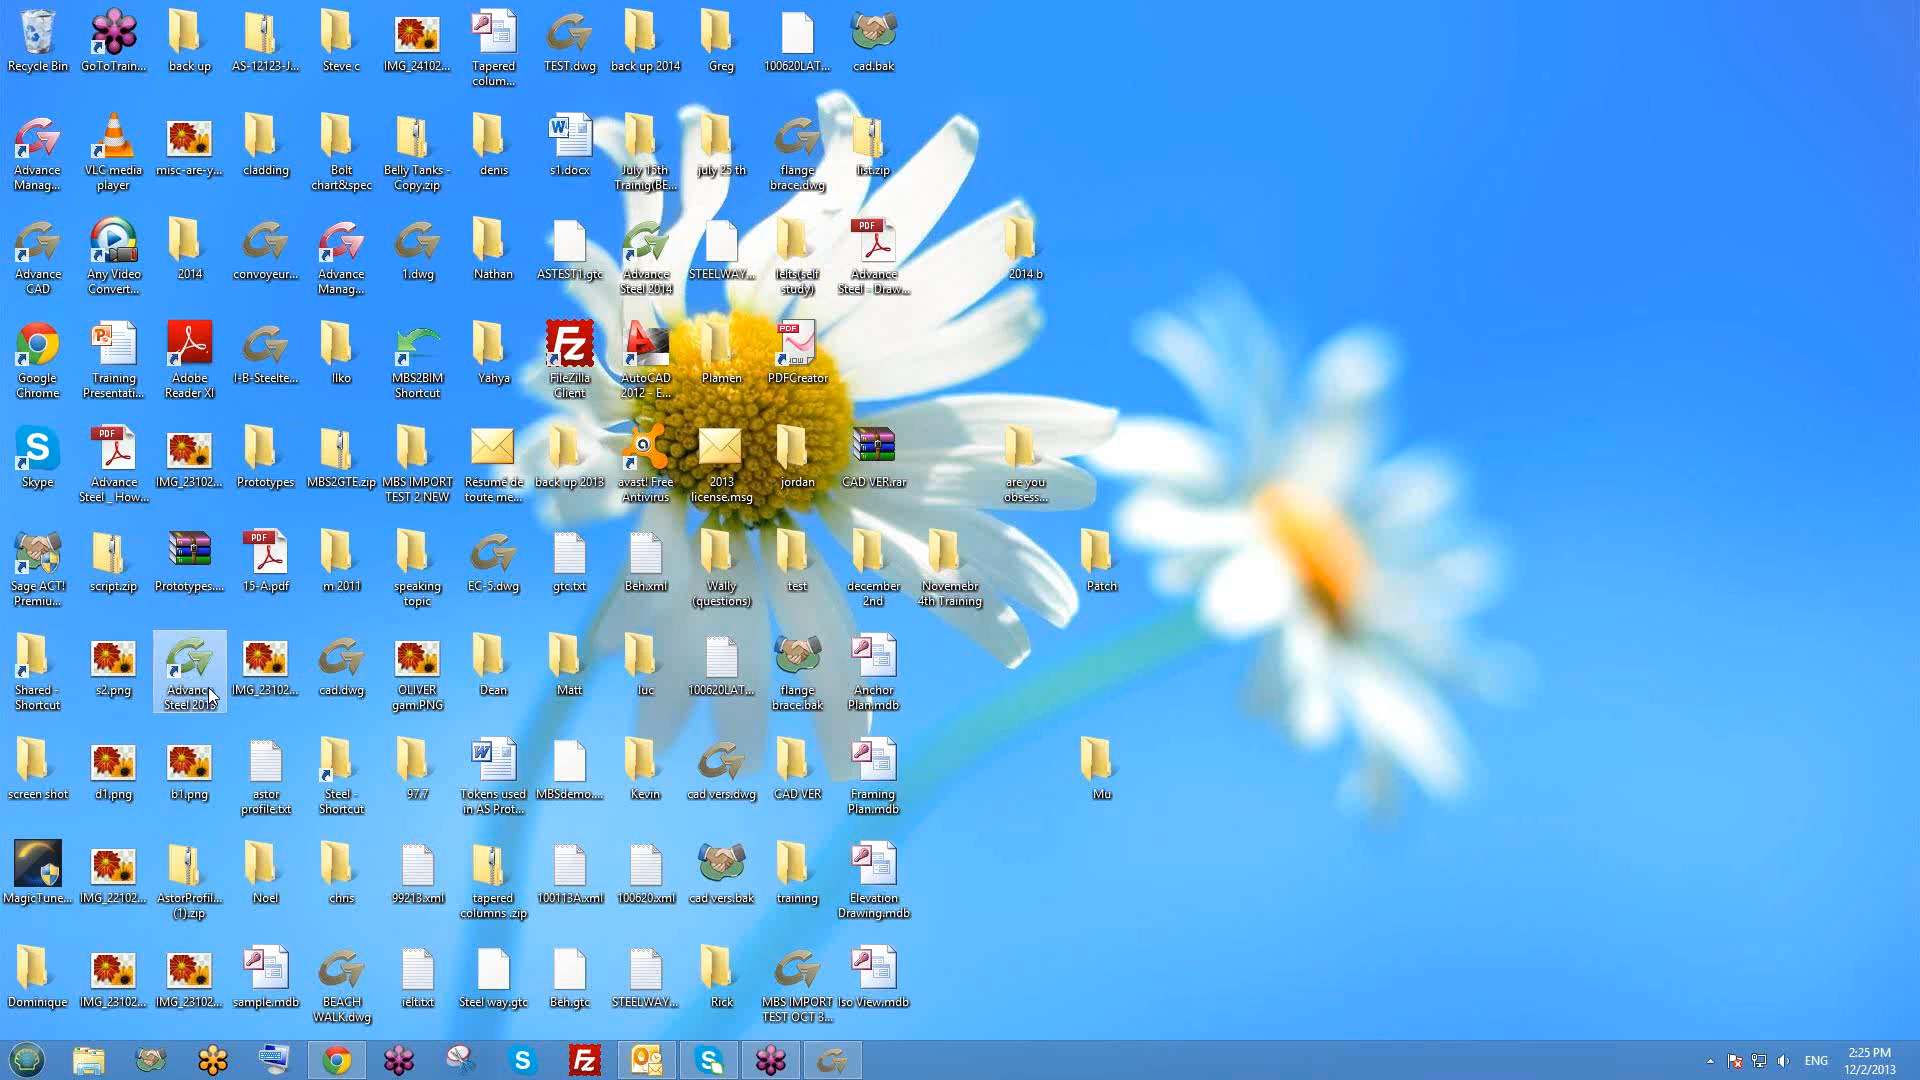 Recycle Bin
GoToTrain...
back up
AS-12123-J...
Steve c
IMG_24102...
Tapered
colum...
TEST.dwg
back up 2014
Greg
100620LAT...
cad.bak
Advance
Manag...
VLC media
player
misc-are-y...
cladding
Bolt
chart&spec
Belly Tanks -
Copy.zip
denis
s1.docx
July 15th
Trainig(BE...
july 25 th
flange
brace.dwg
list.zip
Advance
CAD
Any Video
Convert...
2014
convoyeur...
Advance
Manag...
1.dwg
Nathan
ASTEST1.gtc
Advance
Steel 2014
STEELWAY...
Ielts(self
study)
PDF
Advance
Steel - Draw...
2014 b
Google
Chrome
Training
Presentati...
Adobe
Reader XI
I-B-Steelte...
Ilko
MBS2BIM
Shortcut
Yahya
FileZilla
Client
AutoCAD
2012 - E...
Plamen
PDF
PDFCreator
Skype
PDF
Advance
Steel _ How...
IMG_23102...
Prototypes
MBS2GTE.zip
MBS IMPORT
TEST 2 NEW
Résumé de
toute me...
back up 2013
avast! Free
Antivirus
2013
license.msg
jordan
CAD VER.rar
are you
obsess...
Sage ACT!
Premiu...
script.zip
Prototypes....
PDF
15-A.pdf
m 2011
speaking
topic
EC-5.dwg
gtc.txt
Beh.xml
Wally
(questions)
test
december
2nd
Novemebr
4th Training
Patch
Shared -
Shortcut
s2.png
Advance
Steel 2013
IMG_23102...
cad.dwg
OLIVER
gam.PNG
Dean
Matt
luc
100620LAT...
flange
brace.bak
Anchor
Plan.mdb
screen shot
d1.png
b1.png
astor
profile.txt
Steel -
Shortcut
97.7
Tokens used
in AS Prot...
MBSdemo....
Kevin
cad vers.dwg
CAD VER
Framing
Plan.mdb
Mu
MagicTune...
IMG_22102...
AstorProfil...
(1).zip
Noel
chris
99213.xml
tapered
columns .zip
100113A.xml
100620.xml
cad vers.bak
training
Elevation
Drawing.mdb
Dominique
IMG_23102...
IMG_23102...
sample.mdb
BEACH
WALK.dwg
ielt.txt
Steel way.gtc
Beh.gtc
STEELWAY...
Rick
MBS IMPORT
TEST OCT 3...
Iso View.mdb
ENG
2:25 PM
12/2/2013